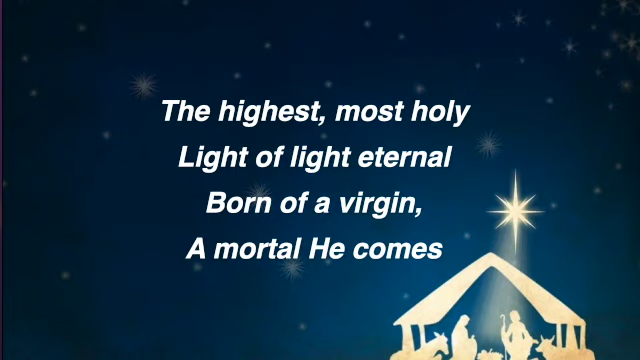 The highest, most holy
Light of light eternal
Born of a virgin,
A mortal He comes